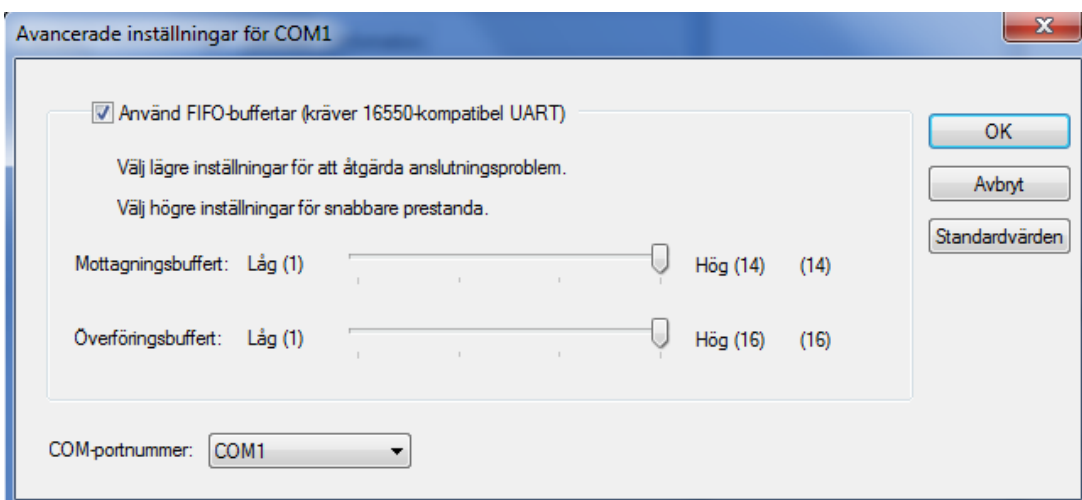 Avancerade inställningar för COM1
Använd FIFO-buffertar (kräver 16550-kompatibel UART)
Välj lägre inställningar för att åtgärda anslutningsproblem.
Välj högre inställningar för snabbare prestanda.
Mottagningsbuffert: Låg (1) Hög (14) (14)
Överföringsbuffert: Låg (1) Hög (16) (16)
COM-portnummer: COM1
OK
Avbryt
Standardvärden